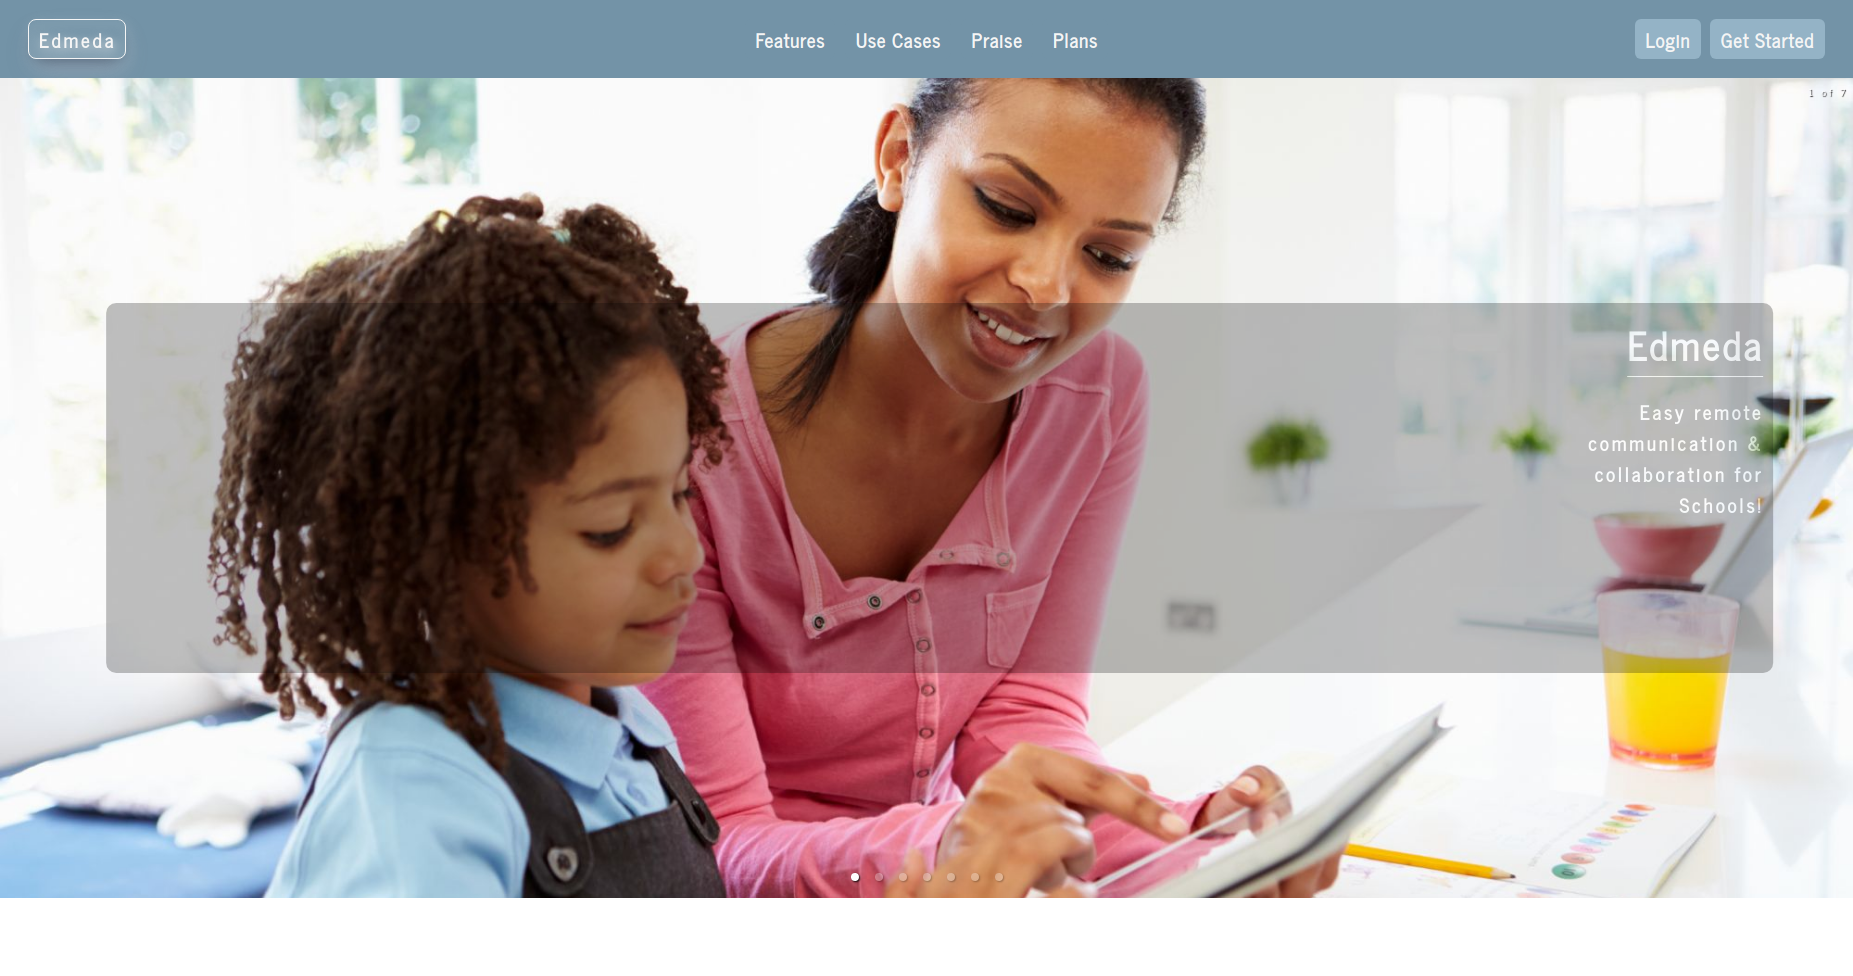 Edmeda
Features
Use Cases
Praise
Plans
Login
Get Started
1 of 7
Edmeda
Easy remote
communication &
collaboration for
Schools!